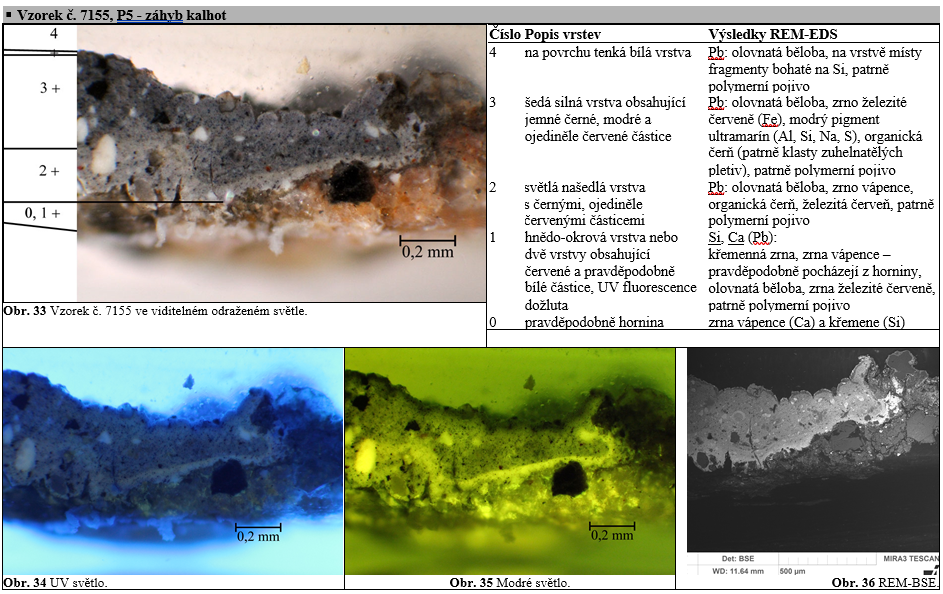 ▪ Vzorek č. 7155, P5 - záhyb kalhot
4
+
3 +
2 +
0, 1 +
0,2 mm
Obr. 33 Vzorek č. 7155 ve viditelném odraženém světle.
Číslo Popis vrstev Výsledky REM-EDS
4 na povrchu tenká bílá vrstva Pb: olovnatá běloba, na vrstvě místy
fragmenty bohaté na Si, patrně
polymerní pojivo
3 šedá silná vrstva obsahující Pb: olovnatá běloba, zrno železité
jemné černé, modré a červeně (Fe), modrý pigment
ojediněle červené částice ultramarín (Al, Si, Na, S), organická
čerň (patrně klasty zuhelnatělých
pletiv), patrně polymerní pojivo
2 světlá našedlá vrstva Pb: olovnatá běloba, zrno vápence,
s černými, ojediněle organická čerň, železitá červeň, patrně
červenými částicemi polymerní pojivo
1 hnědo-okrová vrstva nebo Si, Ca (Pb):
dvě vrstvy obsahující křemenná zrna, zrna vápence –
červené a pravděpodobně pravděpodobně pocházejí z horniny,
bílé částice, UV fluorescence olovnatá běloba, zrna železité červeně,
dožluta patrně polymerní pojivo
0 pravděpodobně hornina zrna vápence (Ca) a křemene (Si)
0,2 mm
0,2 mm
Det: BSE MIRA3 TESCAN
WD: 11.64 mm 500 µm
Obr. 34 UV světlo.
Obr. 35 Modré světlo.
Obr. 36 REM-BSE.